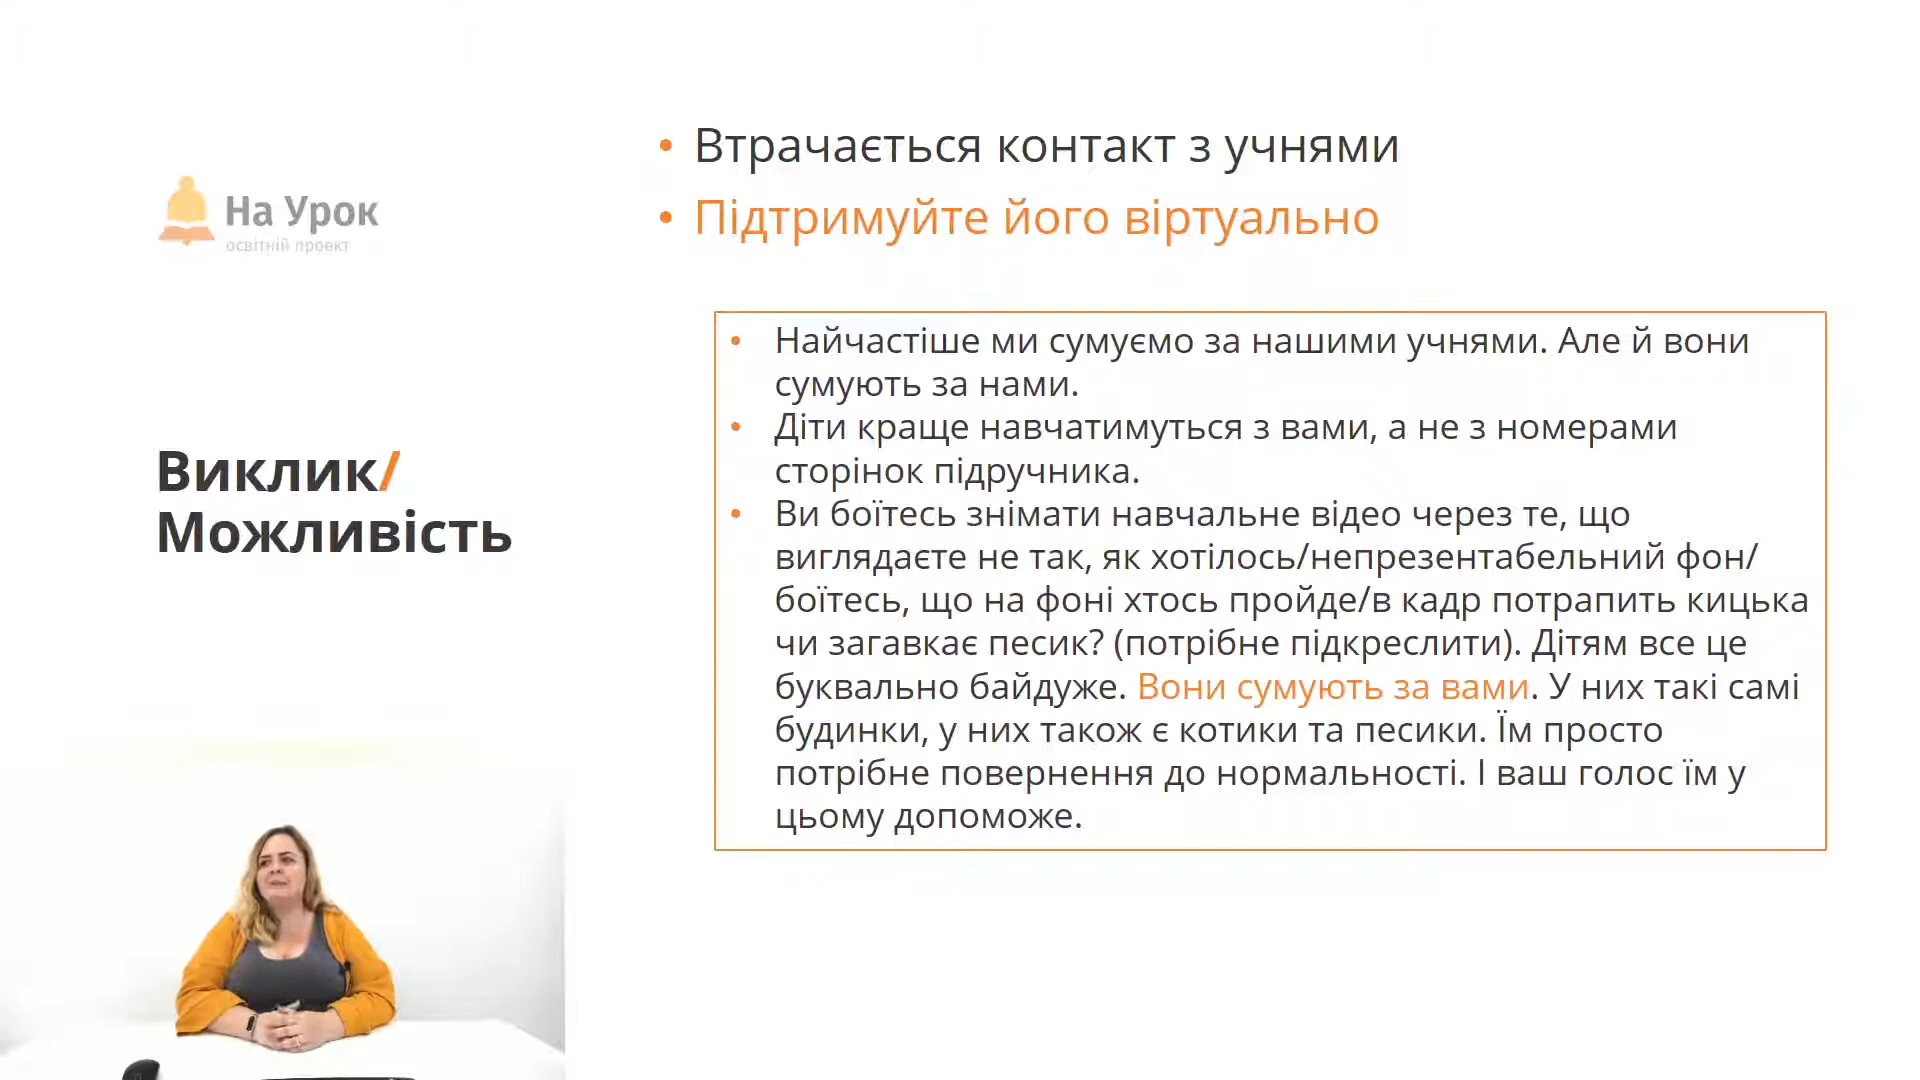 На Урок
освітній проект
Виклик/
Можливість
• Втрачається контакт з учнями
• Підтримуйте його віртуально
• Найчастіше ми сумуємо за нашими учнями. Але й вони
сумують за нами.
• Діти краще навчатимуться з вами, а не з номерами
сторінок підручника.
• Ви боїтесь знімати навчальне відео через те, що
виглядаєте не так, як хотілось/непрезентабельний фон/
боїтесь, що на фоні хтось пройде/в кадр потрапить кицька
чи загавкає песик? (потрібне підкреслити). Дітям все це
буквально байдуже. Вони сумують за вами. У них такі самі
будинки, у них також є котики та песики. Їм просто
потрібне повернення до нормальності. І ваш голос їм у
цьому допоможе.